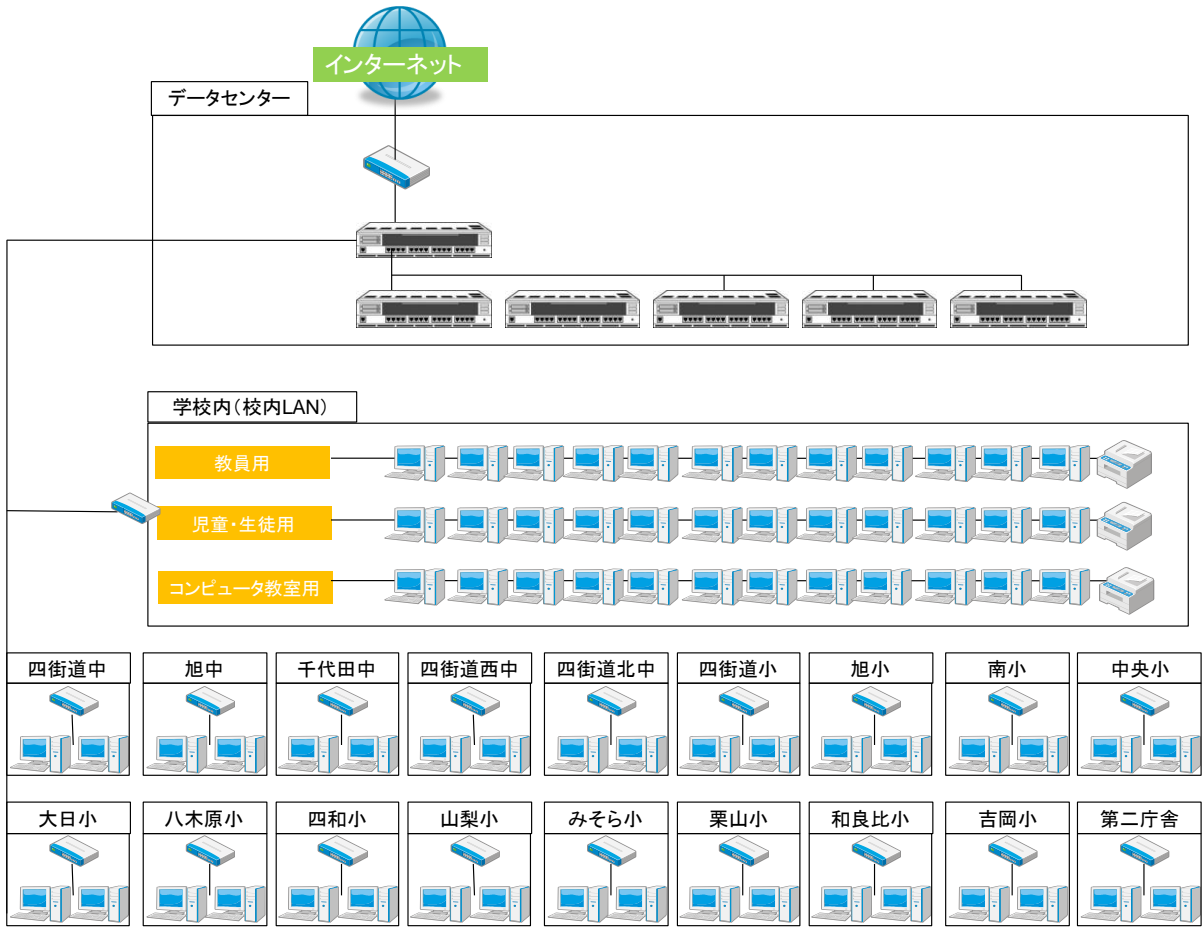 インターネット
データセンター
学校内(校内LAN)
教員用
児童・生徒用
コンピュータ教室用
四街道中
旭中
千代田中
四街道西中
四街道北中
四街道小
旭小
南小
中央小
大日小
八木原小
四和小
山梨小
みそら小
栗山小
和良比小
吉岡小
第二庁舎